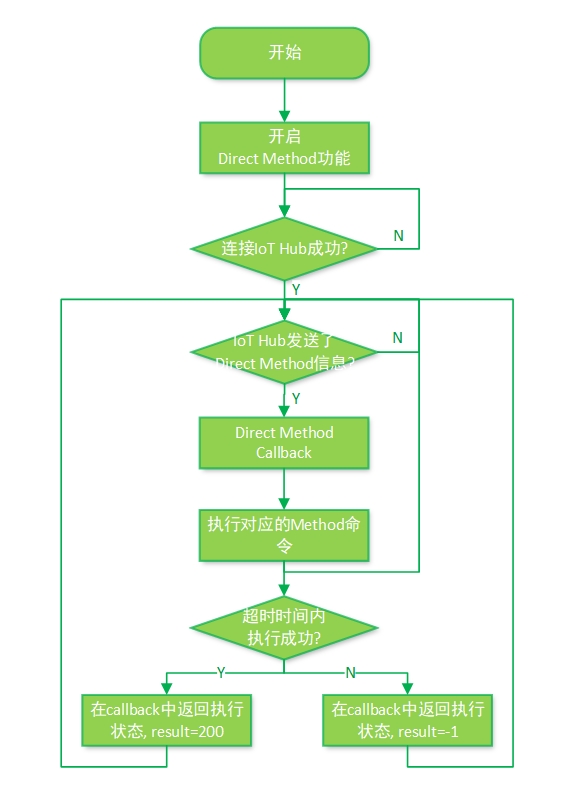 开始
开启
Direct Method功能
连接IoT Hub成功?
N
Y
IoT Hub发送了
Direct Method信息?
N
Y
Direct Method
Callback
执行对应的Method命
令
超时时间内
执行成功?
Y
N
在callback中返回执行
状态, result=200
在callback中返回执行
状态, result=-1